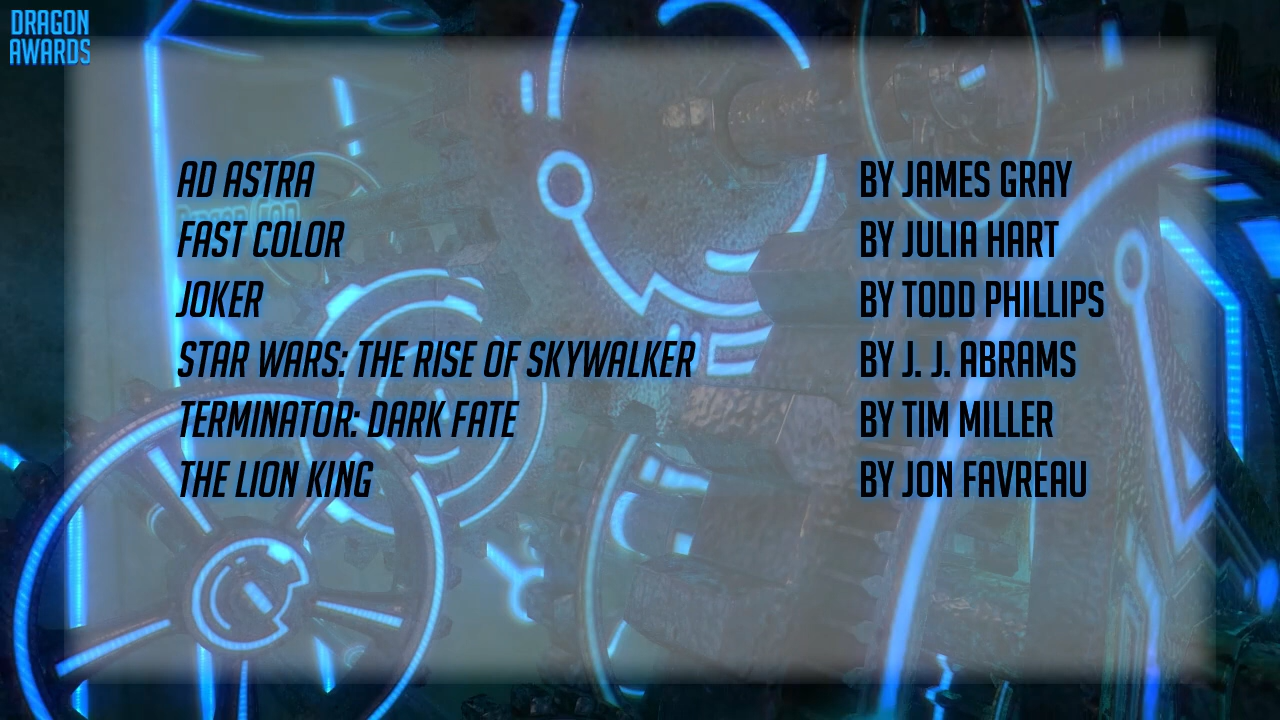 DRAGON
AWARDS
AD ASTRA BY JAMES GRAY
FAST COLOR BY JULIA HART
JOKER BY TODD PHILLIPS
STAR WARS: THE RISE OF SKYWALKER BY J. J. ABRAMS
TERMINATOR: DARK FATE BY TIM MILLER
THE LION KING BY JON FAVREAU